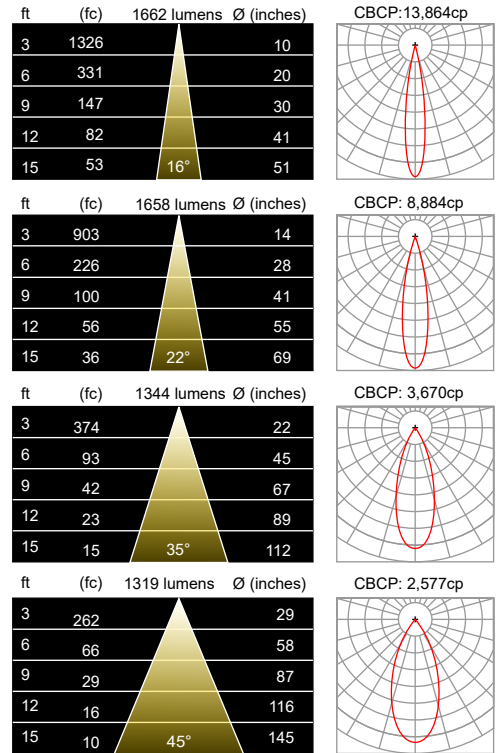 ft (fc) 1662 lumens Ø (inches) CBCP:13,864cp
3 1326 10
6 331 20
9 147 30
12 82 41
15 53 16° 51
ft (fc) 1658 lumens Ø (inches) CBCP: 8,884cp
3 903 14
6 226 28
9 100 41
12 56 55
15 36 22° 69
ft (fc) 1344 lumens Ø (inches) CBCP: 3,670cp
3 374 22
6 93 45
9 42 67
12 23 89
15 15 35° 112
ft (fc) 1319 lumens Ø (inches) CBCP: 2,577cp
3 262 29
6 66 58
9 29 87
12 16 116
15 10 45° 145